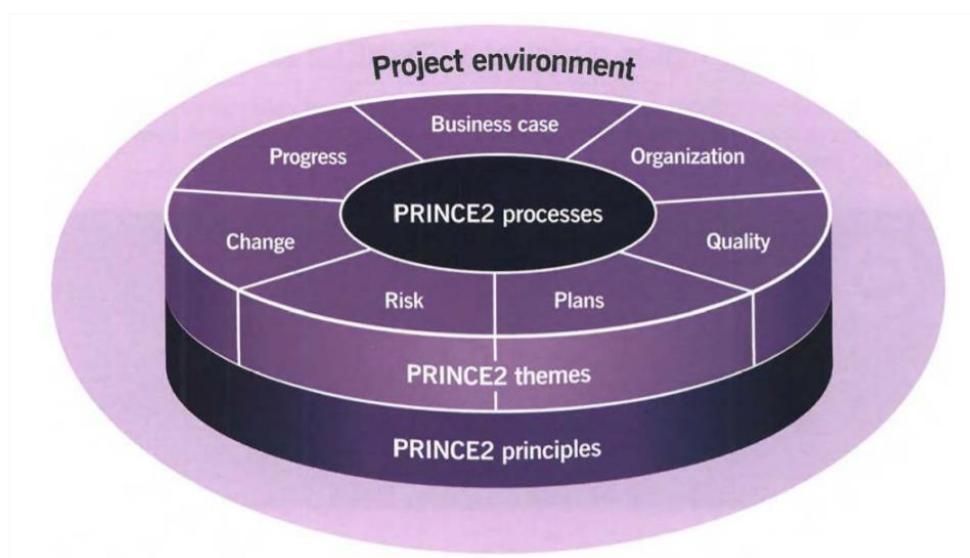 Project environment
Business case
Progress
Organization
PRINCE2 processes
Change
Quality
Risk
Plans
PRINCE2 themes
PRINCE2 principles